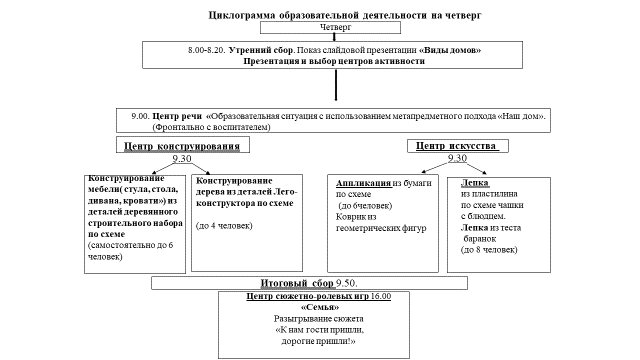 Циклограмма образовательной деятельности на четверг
Четверг
8.00-8.20. Утренний сбор. Показ слайдовой презентации «Виды домов»
Презентация и выбор центров активности
9.00. Центр речи «Образовательная ситуация с использованием метапредметного подхода «Наш дом».
(Фронтально с воспитателем)
Центр конструирования
9.30
Центр искусства
9.30
Конструирование
мебели( стула, стола,
дивана, кровати») из
деталей деревянного
строительного набора
по схеме
(самостоятельно до 6
человек)
Конструирование
дерева из деталей Лего-
конструктора по схеме
(до 4 человек)
Аппликация из бумаги
по схеме
(до 6человек)
Коврик из
геометрических фигур
Лепка
из пластилина
по схеме чашки
с блюдцем.
Лепка из теста
баранок
(до 8 человек)
Итоговый сбор 9.50.
Центр сюжетно-ролевых игр 16.00
«Семья»
Разыгрывание сюжета
«К нам гости пришли,
дорогие пришли!»